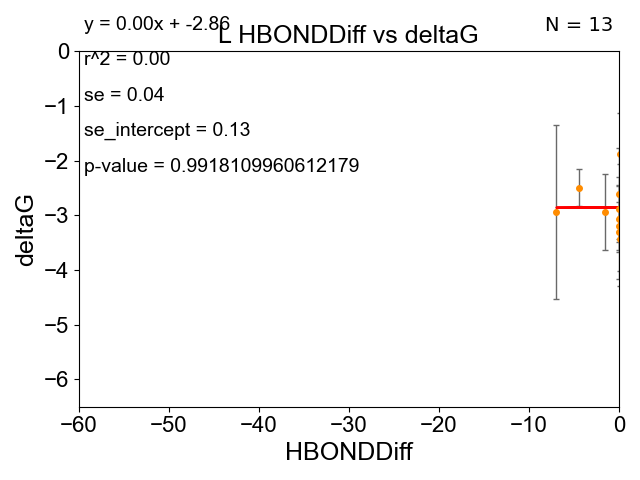 y = 0.00x + -2.86
N = 13
L HBONDDiff vs deltaG
r^2 = 0.00
se = 0.04
se_intercept = 0.13
p-value = 0.9918109960612179
0
−1
−2
−3
−4
−5
−6
deltaG
−60 −50 −40 −30 −20 −10 0
HBONDDiff